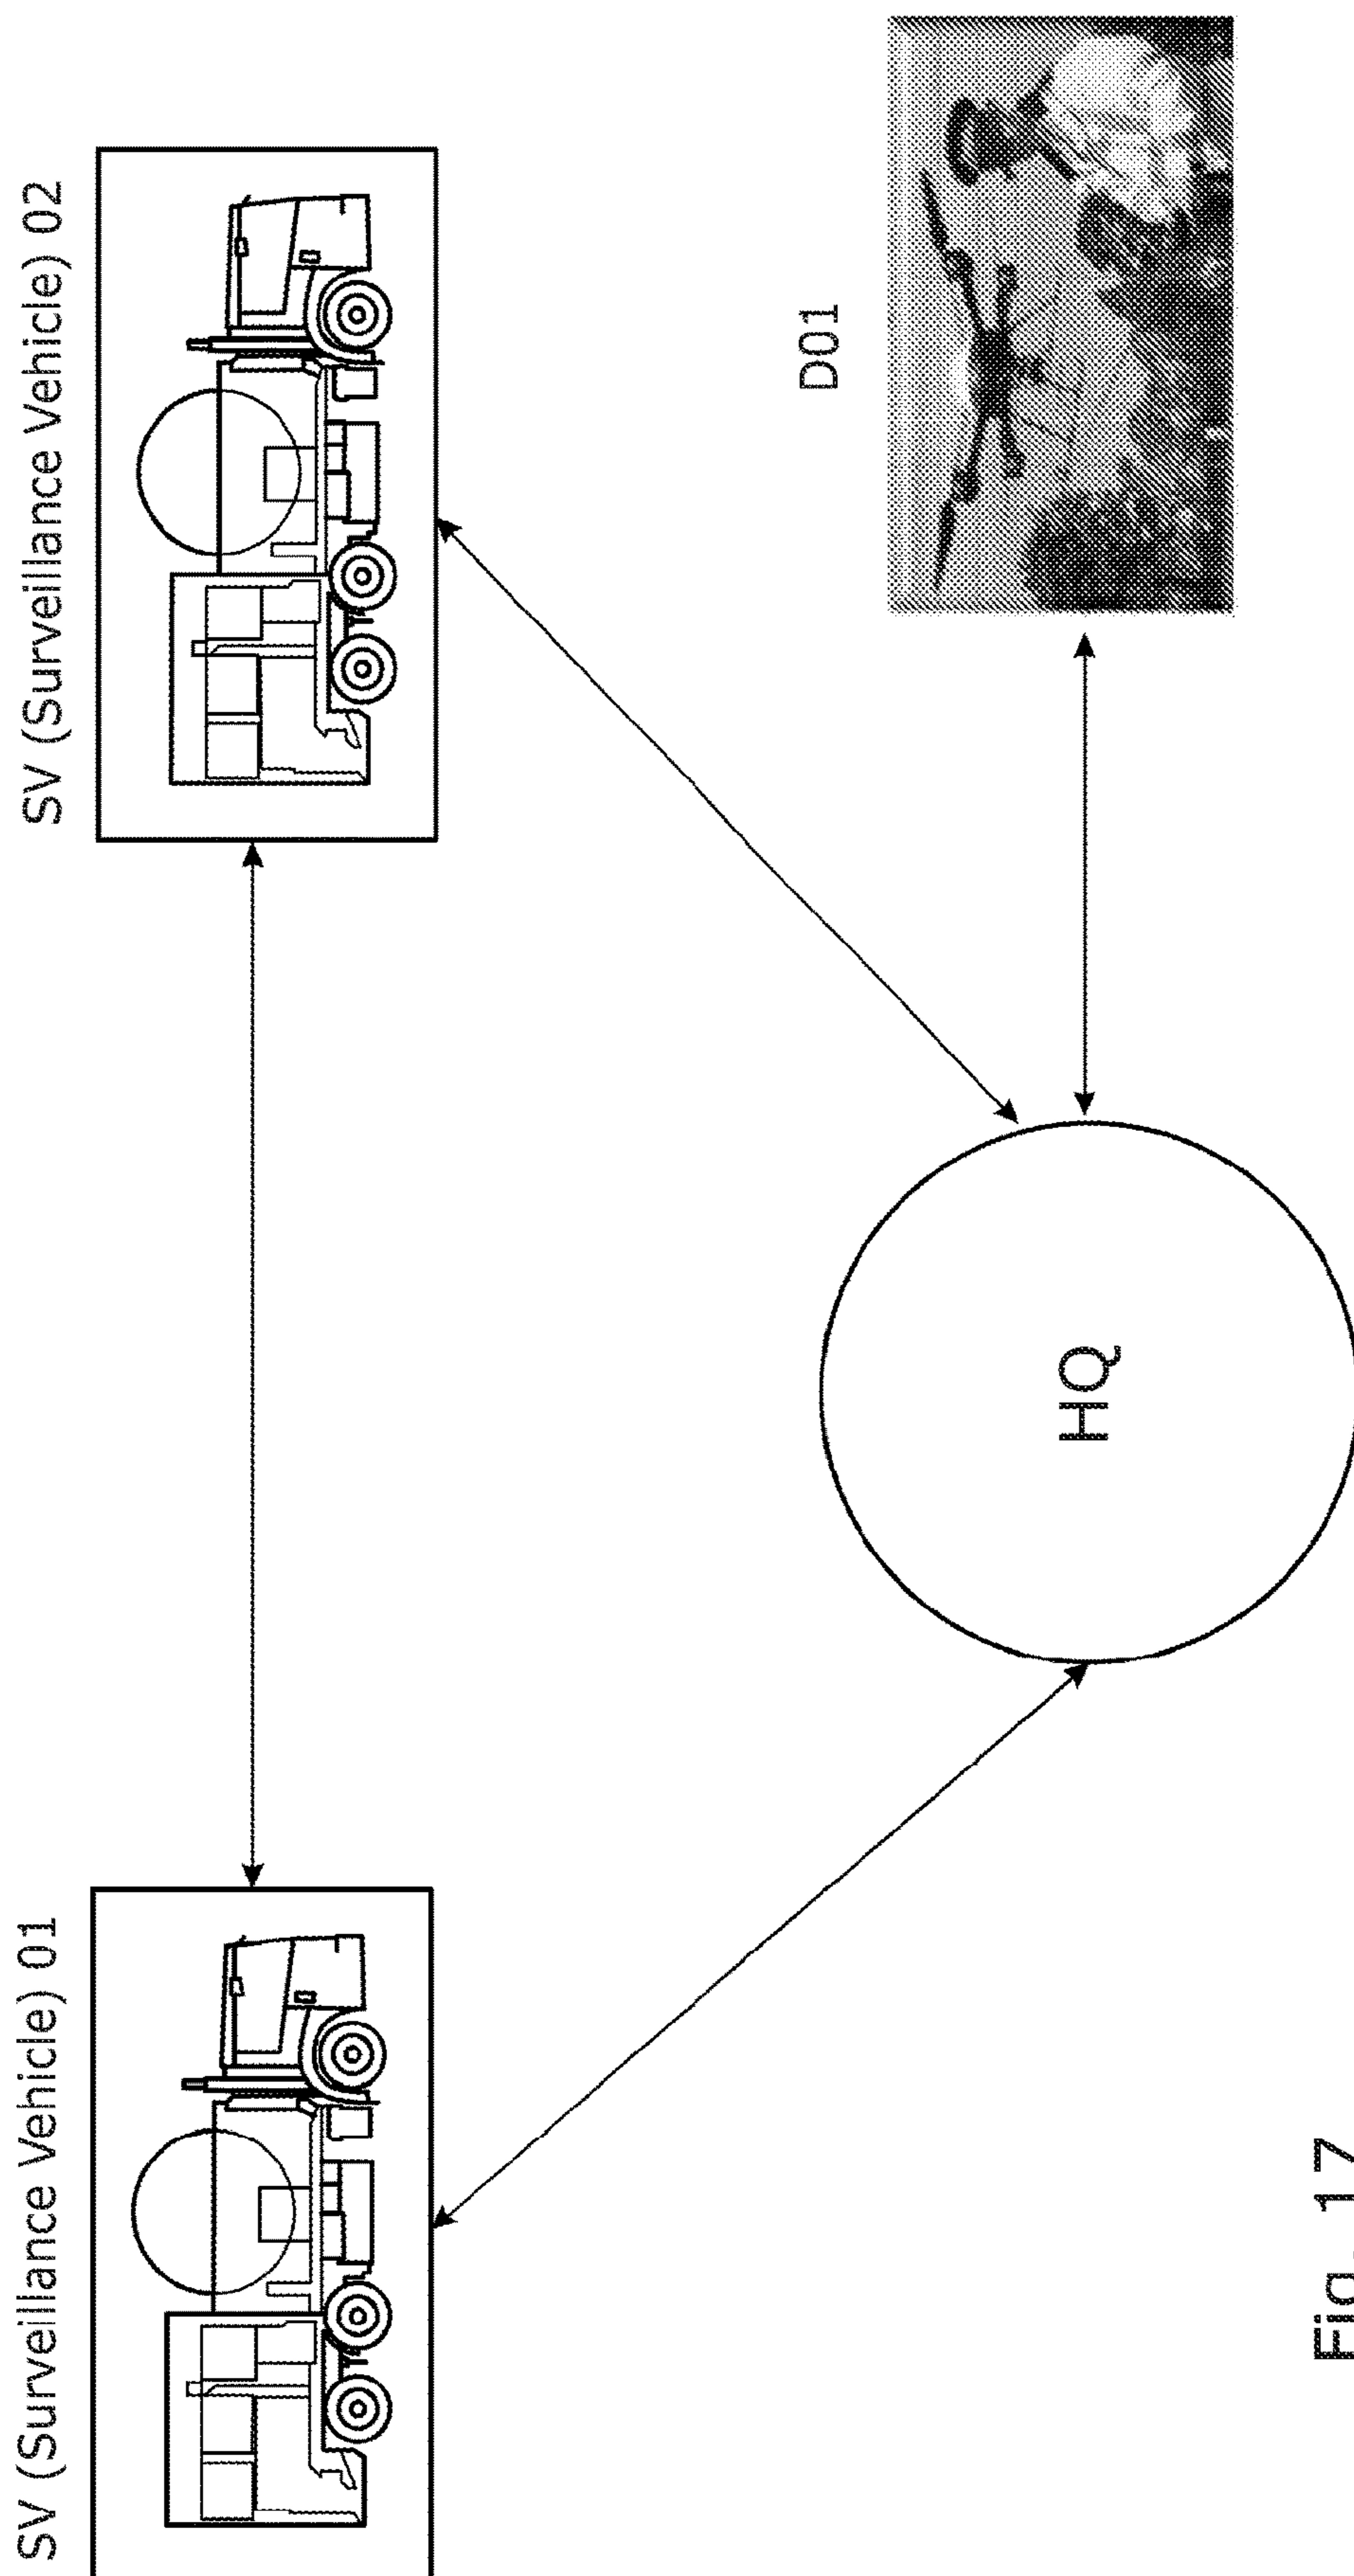 SV (Surveillance Vehicle) 01
SV (Surveillance Vehicle) 02
D01
HQ
Fig. 17